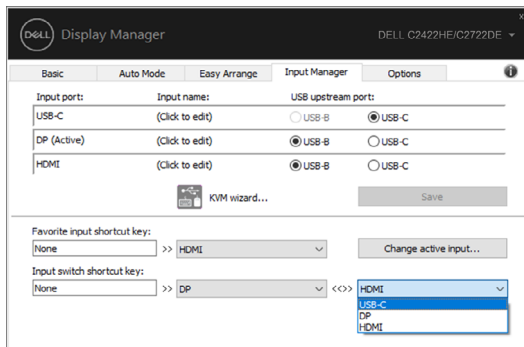 DELL Display Manager DELL C2422HE/C2722DE
Basic Auto Mode Easy Arrange Input Manager Options
Input port: Input name: USB upstream port:
USB-C (Click to edit) USB-B USB-C
DP (Active) (Click to edit) USB-B USB-C
HDMI (Click to edit) USB-B USB-C
KVM wizard... Save
Favorite input shortcut key:
None >> HDMI Change active input...
Input switch shortcut key:
None >> DP <<>> HDMI
USB-C
DP
HDMI